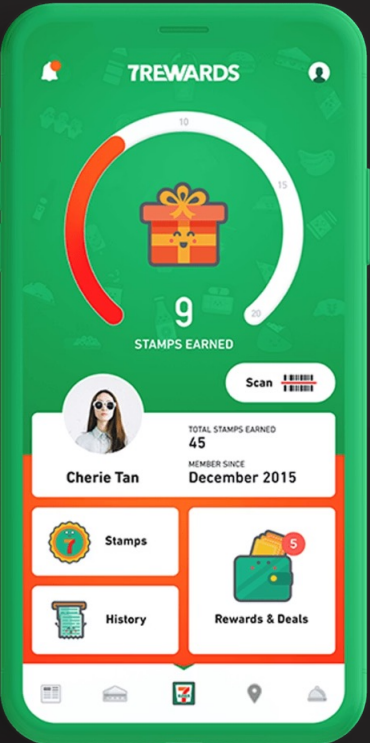 7REWARDS
10
15
20
9
STAMPS EARNED
Scan
TOTAL STAMPS EARNED
45
MEMBER SINCE
Cherie Tan
December 2015
Stamps
5
History
Rewards & Deals